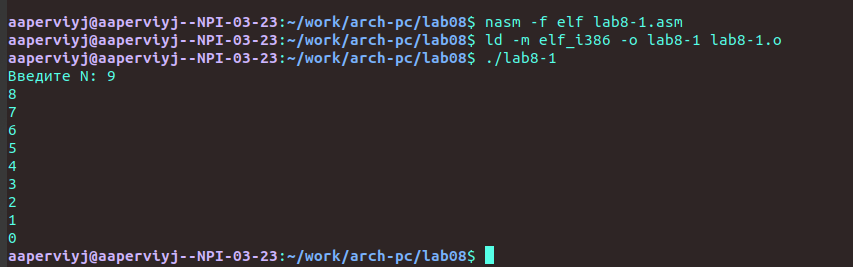 aaperviyj@aaperviyj--NPI-03-23:~/work/arch-pc/lab08$ nasm -f elf lab8-1.asm
aaperviyj@aaperviyj--NPI-03-23:~/work/arch-pc/lab08$ ld -m elf_i386 -o lab8-1 lab8-1.o
aaperviyj@aaperviyj--NPI-03-23:~/work/arch-pc/lab08$ ./lab8-1
Введите N: 9
8
7
6
5
4
3
2
1
0
aaperviyj@aaperviyj--NPI-03-23:~/work/arch-pc/lab08$